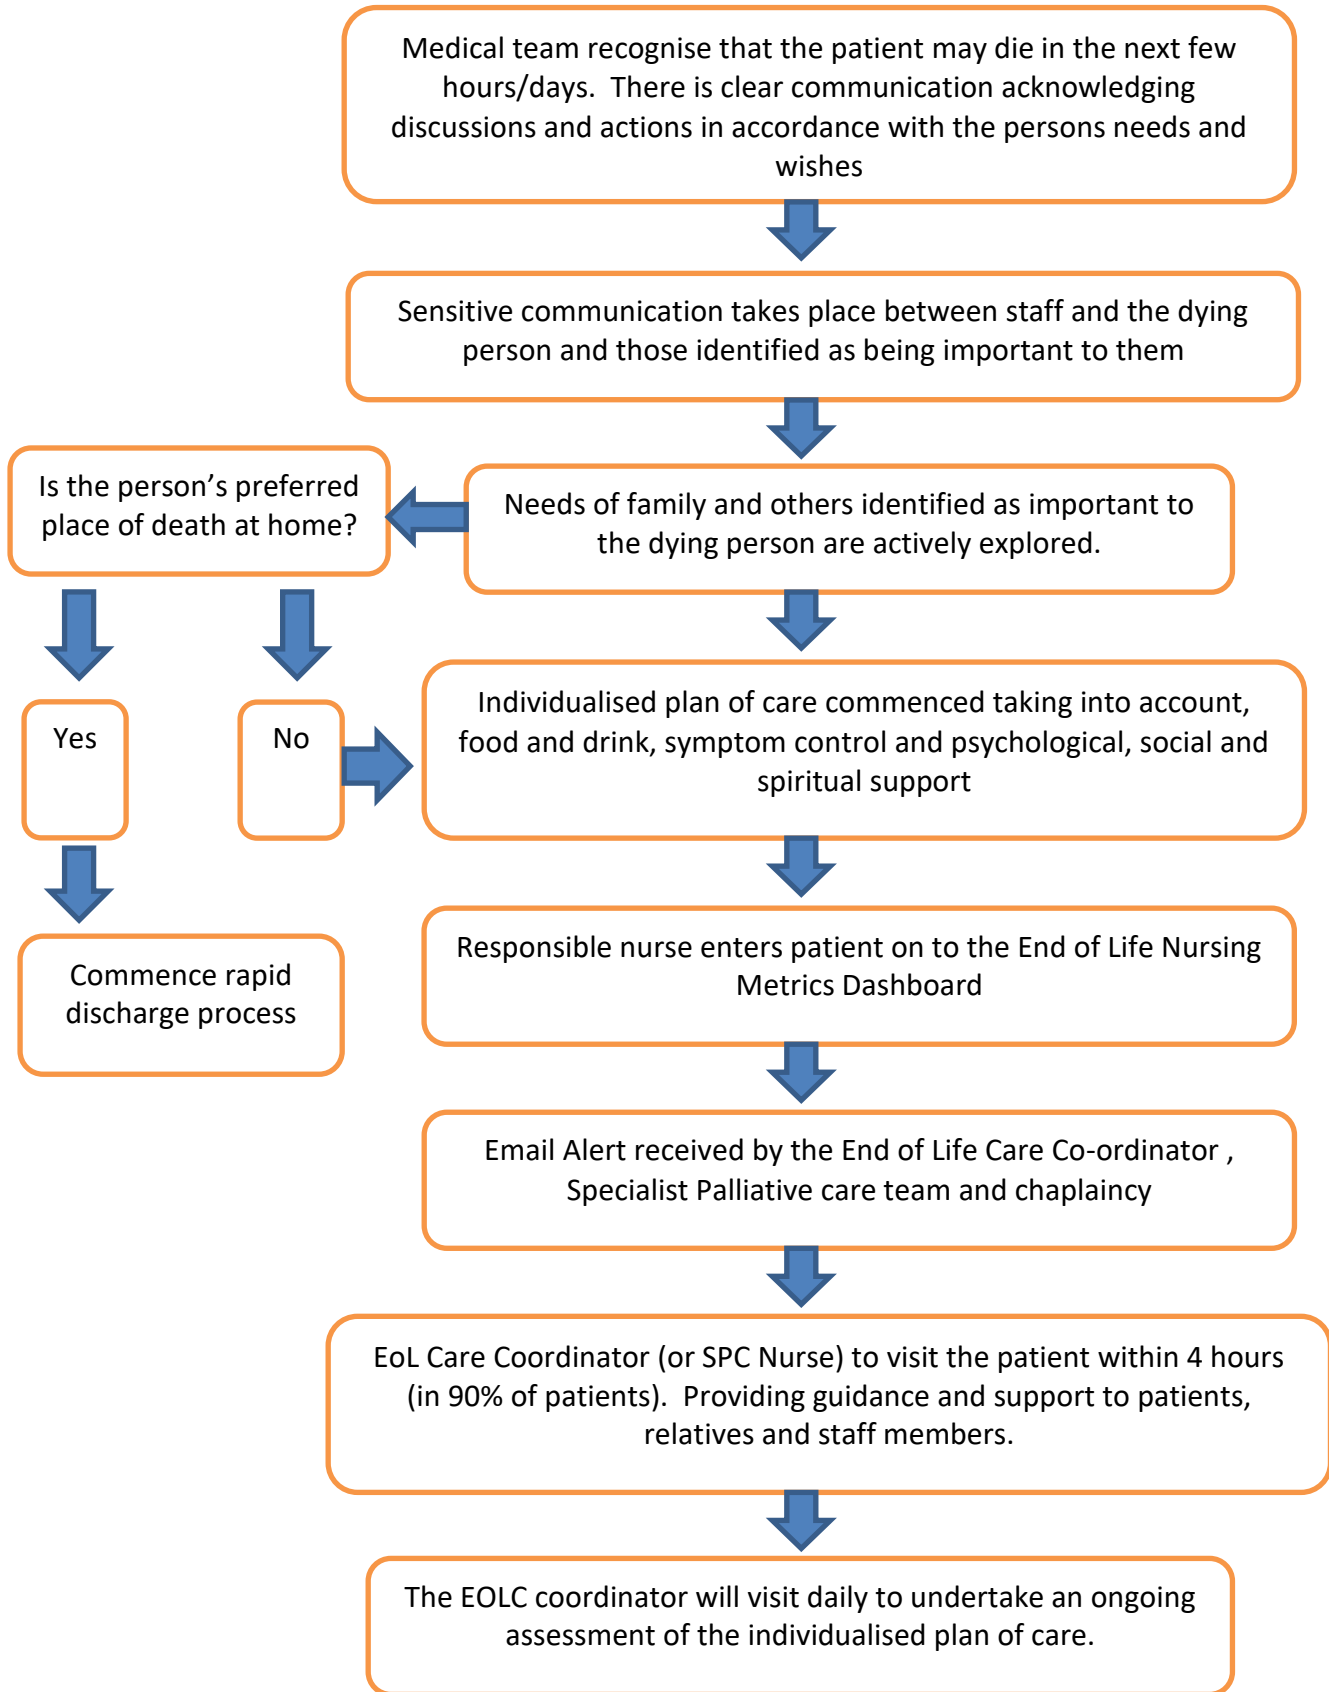 Medical team recognise that the patient may die in the next few
hours/days.  There is clear communication acknowledging
discussions and actions in accordance with the persons needs and
wishes
Sensitive communication takes place between staff and the dying
person and those identified as being important to them
Is the person’s preferred
place of death at home?
Needs of family and others identified as important to
the dying person are actively explored.
Yes
No
Individualised plan of care commenced taking into account,
food and drink, symptom control and psychological, social and
spiritual support
Commence rapid
discharge process
Responsible nurse enters patient on to the End of Life Nursing
Metrics Dashboard
Email Alert received by the End of Life Care Co-ordinator ,
Specialist Palliative care team and chaplaincy
EoL Care Coordinator (or SPC Nurse) to visit the patient within 4 hours
(in 90% of patients).  Providing guidance and support to patients,
relatives and staff members.
The EOLC coordinator will visit daily to undertake an ongoing
assessment of the individualised plan of care.